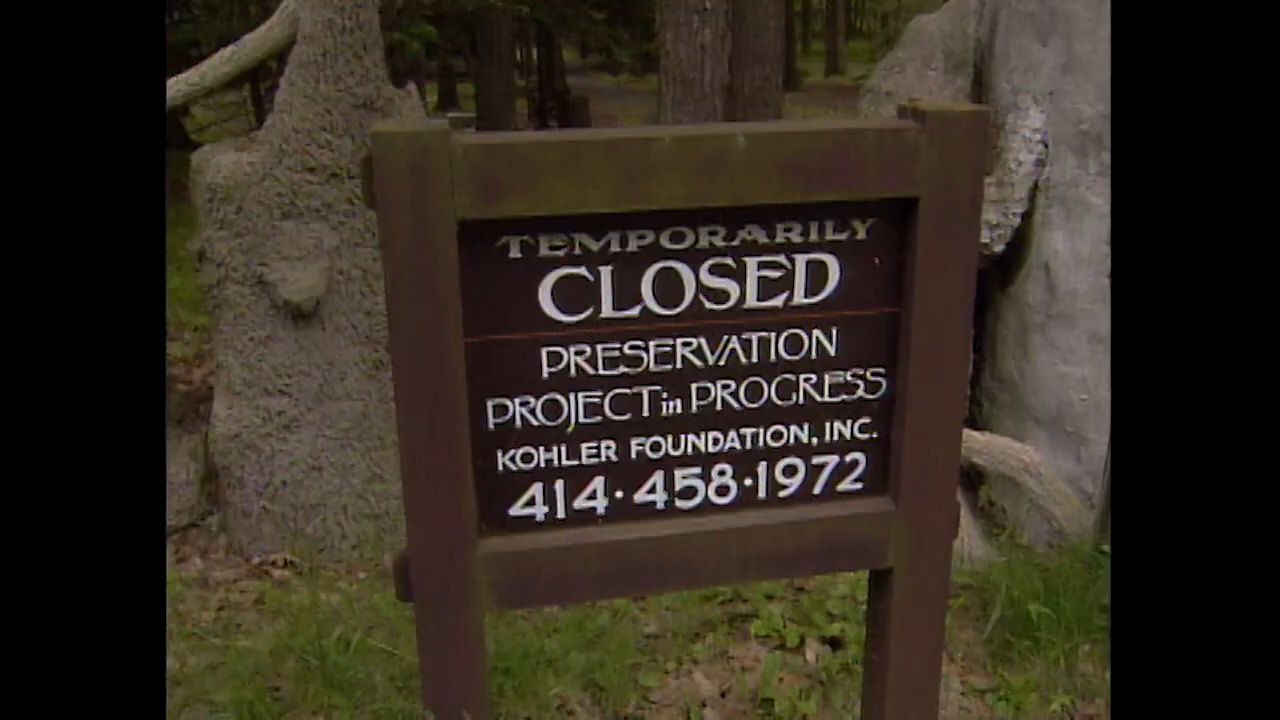 TEMPORARILY
CLOSED
PRESERVATION
PROJECT in PROGRESS
KOHLER FOUNDATION, INC.
414·458·1972